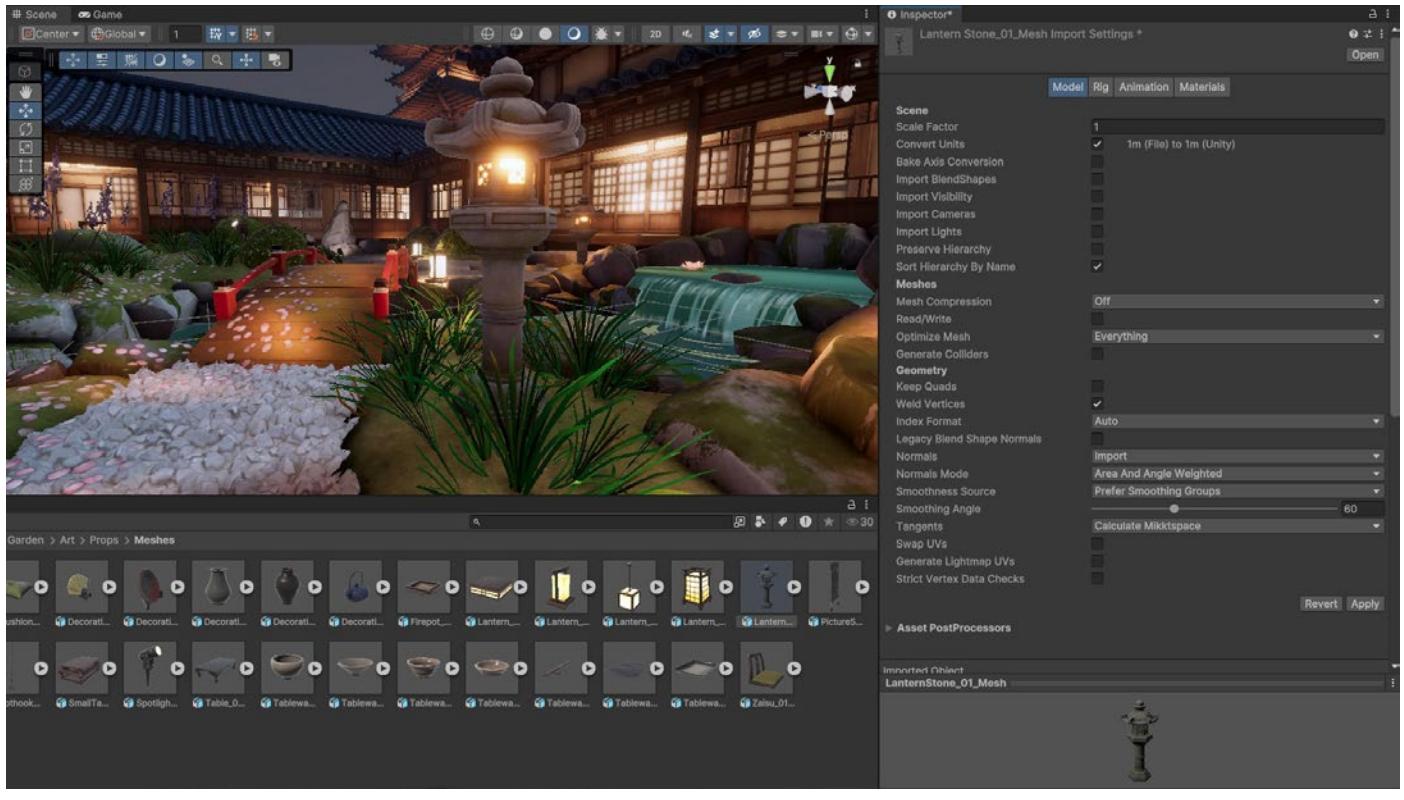 Scene Game
Center Global 1 2D
y
< Persp
30
Garden > Art > Props > Meshes
ushion... Decorati... Decorati... Decorati... Decorati... Decorati... Firepot_... Lantern_... Lantern_... Lantern_... Lantern_... Lantern... PictureS...
othook... SmallTa... Spotligh... Table_0... Tablewa... Tablewa... Tablewa... Tablewa... Tablewa... Tablewa... Tablewa... Zaisu_01...
Inspector*
Lantern Stone_01_Mesh Import Settings *
Open
Model Rig Animation Materials
Scene
Scale Factor 1
Convert Units 1m (File) to 1m (Unity)
Bake Axis Conversion
Import BlendShapes
Import Visibility
Import Cameras
Import Lights
Preserve Hierarchy
Sort Hierarchy By Name
Meshes
Mesh Compression Off
Read/Write
Optimize Mesh Everything
Generate Colliders
Geometry
Keep Quads
Weld Vertices
Index Format Auto
Legacy Blend Shape Normals
Normals Import
Normals Mode Area And Angle Weighted
Smoothness Source Prefer Smoothing Groups
Smoothing Angle 60
Tangents Calculate Mikktspace
Swap UVs
Generate Lightmap UVs
Strict Vertex Data Checks
Revert Apply
Asset PostProcessors
Imported Object
LanternStone_01_Mesh